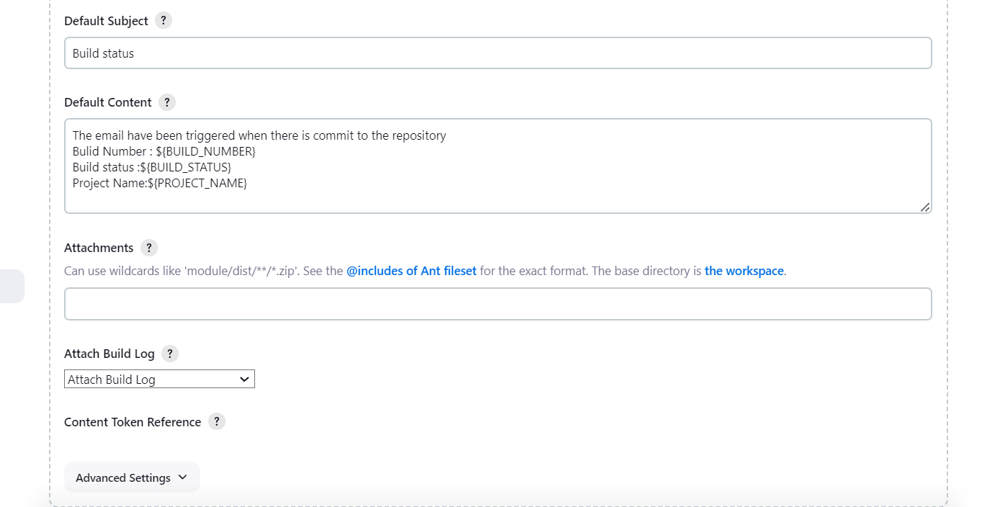 Default Subject ?
Build status
Default Content ?
The email have been triggered when there is commit to the repository
Bulid Number : ${BUILD_NUMBER}
Build status :${BUILD_STATUS}
Project Name:${PROJECT_NAME}
Attachments ?
Can use wildcards like 'module/dist/**/*.zip'. See the @includes of Ant fileset for the exact format. The base directory is the workspace.
Attach Build Log ?
Attach Build Log
Content Token Reference ?
Advanced Settings